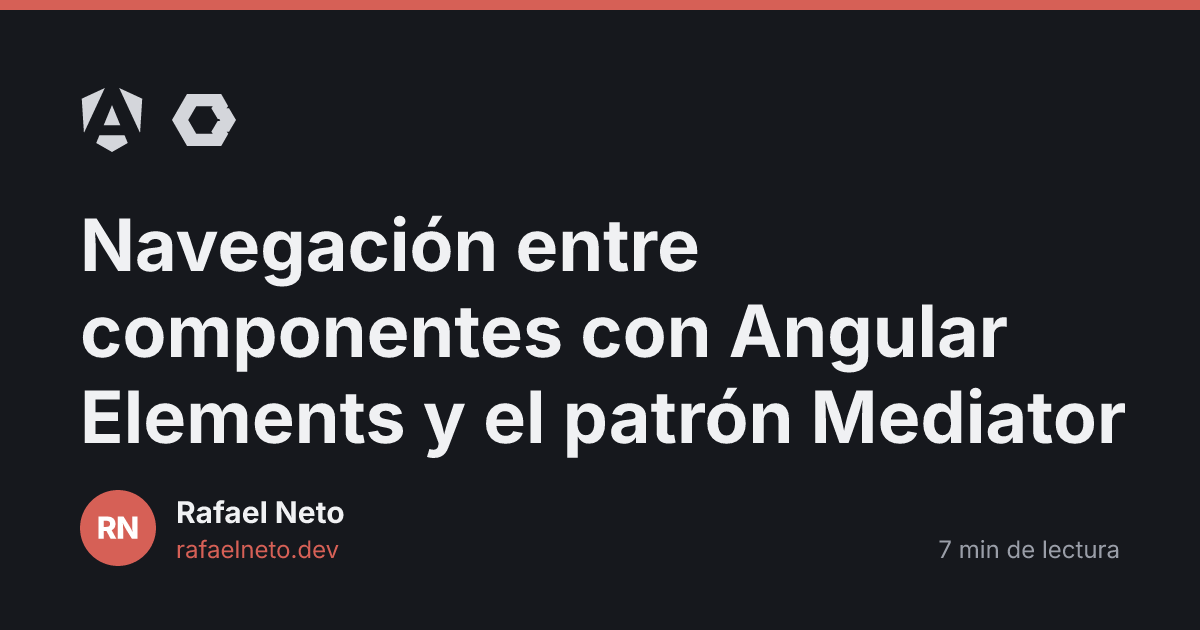 Navegación entre
componentes con Angular
Elements y el patrón Mediator
RN
Rafael Neto
rafaelneto.dev
7 min de lectura